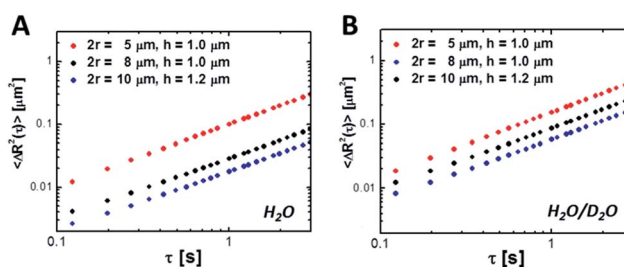 A
2r = 5 μm, h = 1.0 μm
2r = 8 μm, h = 1.0 μm
2r = 10 μm, h = 1.2 μm
<ΔR²(τ)> [μm²]
1
0.1
0.01
0.1
1
τ [s]
H₂O
B
2r = 5 μm, h = 1.0 μm
2r = 8 μm, h = 1.0 μm
2r = 10 μm, h = 1.2 μm
<ΔR²(τ)> [μm²]
1
0.1
0.01
0.1
1
τ [s]
H₂O/D₂O